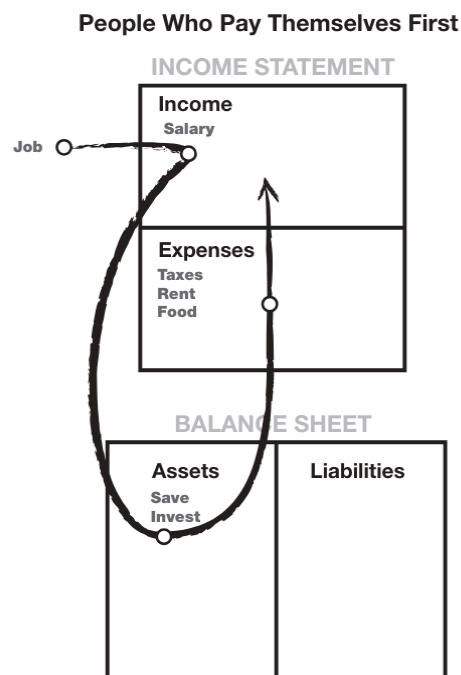 People Who Pay Themselves First
INCOME STATEMENT
Income
Salary
Job
Expenses
Taxes
Rent
Food
BALANCE SHEET
Assets
Save
Invest
Liabilities